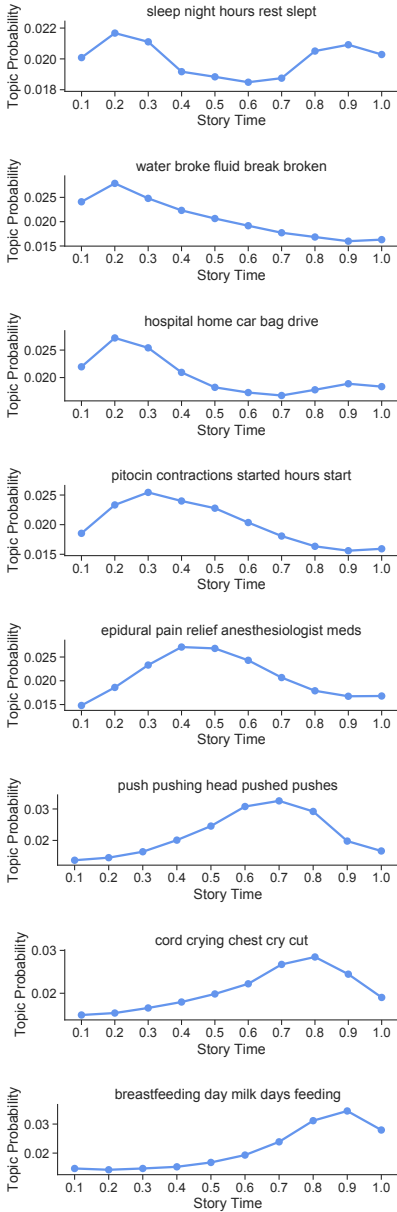 sleep night hours rest slept
Topic Probability
0.022
0.020
0.018
0.1 0.2 0.3 0.4 0.5 0.6 0.7 0.8 0.9 1.0
Story Time
water broke fluid break broken
Topic Probability
0.025
0.020
0.015
0.1 0.2 0.3 0.4 0.5 0.6 0.7 0.8 0.9 1.0
Story Time
hospital home car bag drive
Topic Probability
0.025
0.020
0.1 0.2 0.3 0.4 0.5 0.6 0.7 0.8 0.9 1.0
Story Time
pitocin contractions started hours start
Topic Probability
0.025
0.020
0.015
0.1 0.2 0.3 0.4 0.5 0.6 0.7 0.8 0.9 1.0
Story Time
epidural pain relief anesthesiologist meds
Topic Probability
0.025
0.020
0.015
0.1 0.2 0.3 0.4 0.5 0.6 0.7 0.8 0.9 1.0
Story Time
push pushing head pushed pushes
Topic Probability
0.03
0.02
0.1 0.2 0.3 0.4 0.5 0.6 0.7 0.8 0.9 1.0
Story Time
cord crying chest cry cut
Topic Probability
0.03
0.02
0.1 0.2 0.3 0.4 0.5 0.6 0.7 0.8 0.9 1.0
Story Time
breastfeeding day milk days feeding
Topic Probability
0.03
0.02
0.1 0.2 0.3 0.4 0.5 0.6 0.7 0.8 0.9 1.0
Story Time